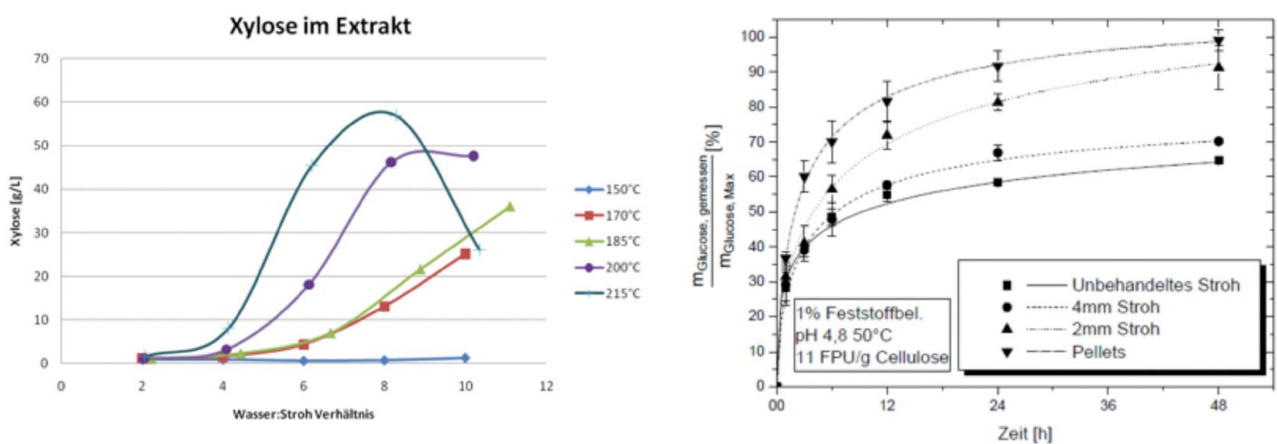 Xylose im Extrakt
70
60
50
40
30
20
10
0
Xylose [g/L]
0 2 4 6 8 10 12
Wasser:Stroh Verhältnis
150°C
170°C
185°C
200°C
215°C
100
90
80
70
60
50
40
30
20
10
0
mGlucose, gemessen
mGlucose, Max
[%]
00 12 24 36 48
Zeit [h]
1% Feststoffbel.
pH 4,8 50°C
11 FPU/g Cellulose
Unbehandeltes Stroh
4mm Stroh
2mm Stroh
Pellets